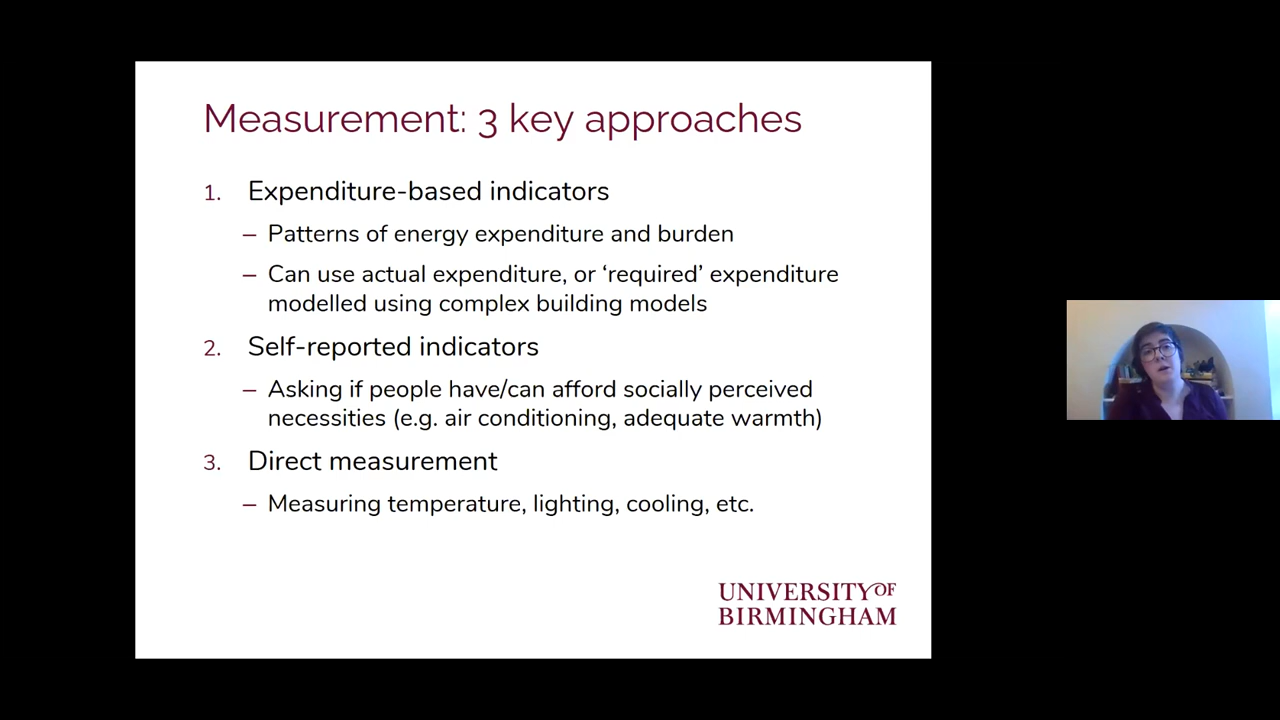 Measurement: 3 key approaches
1. Expenditure-based indicators
– Patterns of energy expenditure and burden
– Can use actual expenditure, or ‘required’ expenditure
modelled using complex building models
2. Self-reported indicators
– Asking if people have/can afford socially perceived
necessities (e.g. air conditioning, adequate warmth)
3. Direct measurement
– Measuring temperature, lighting, cooling, etc.
UNIVERSITY OF
BIRMINGHAM